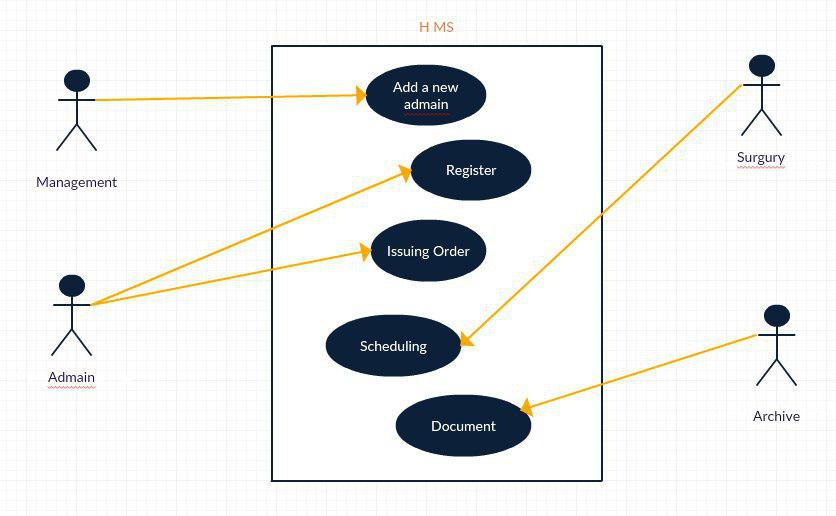 H MS
Add a new
admain
Management
Surgury
Register
Issuing Order
Scheduling
Admain
Document
Archive